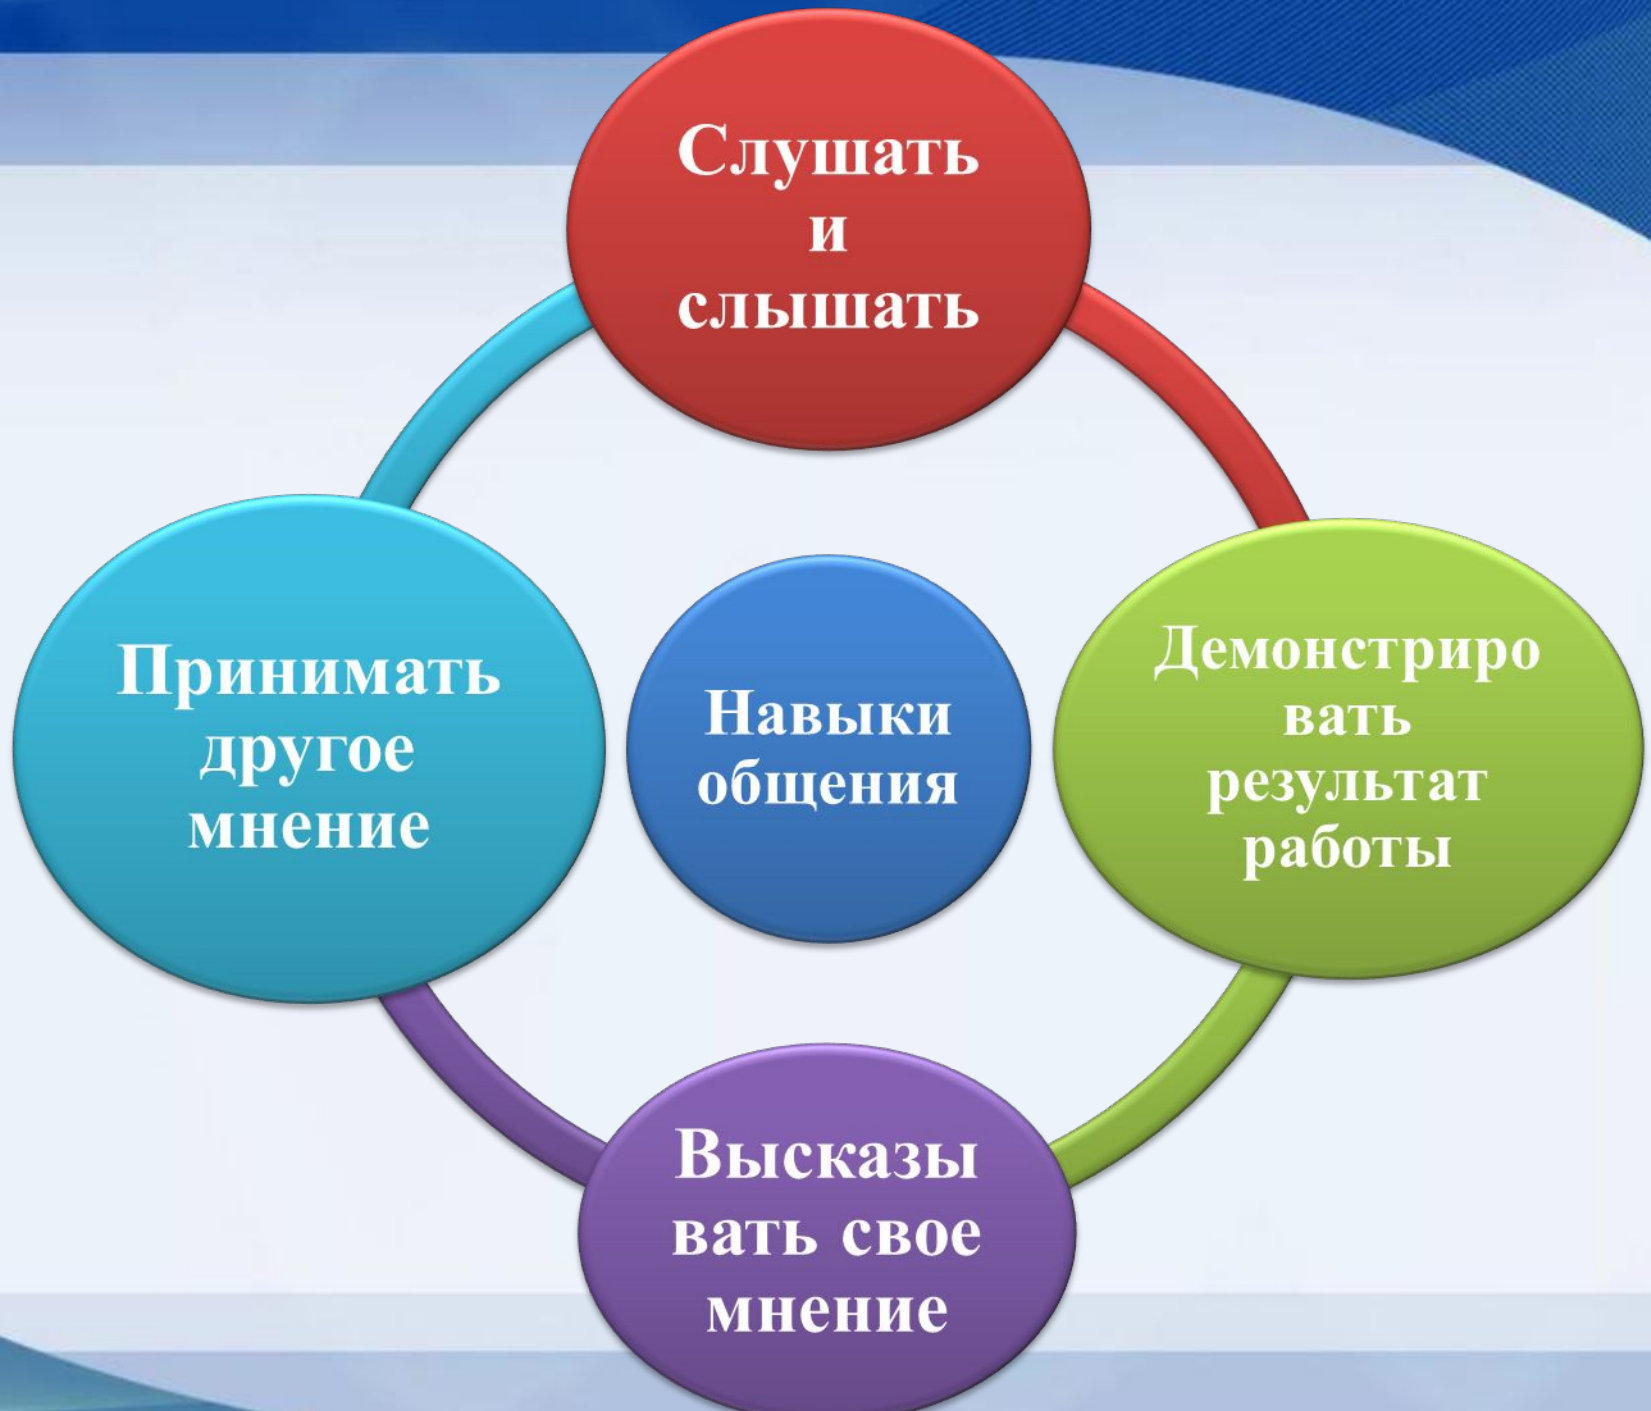 Слушать
и
слышать
Принимать
другое
мнение
Навыки
общения
Демонстриро
вать
результат
работы
Высказы
вать свое
мнение